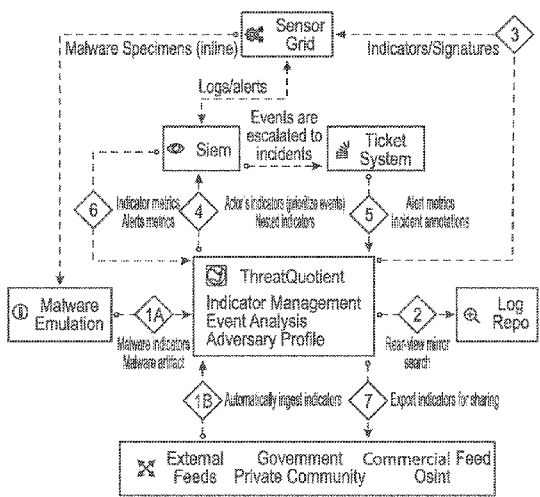 Sensor
Grid
3
Malware Specimens (inline)
Indicators/Signatures
Logs/alerts
Events are
escalated to
incidents
Siem
Ticket
System
6
Indicator metrics
Alerts metrics
4
Actor's indicators (prioritize events)
Nested indicators
5
Alert metrics
Incident annotations
ThreatQuotient
Indicator Management
Event Analysis
Adversary Profile
Malware
Emulation
1A
Malware indicators
Malware artifact
2
Rear-view mirror
search
Log
Repo
1B
Automatically ingest indicators
7
Export indicators for sharing
External
Feeds
Government
Private Community
Commercial Feed
Osint